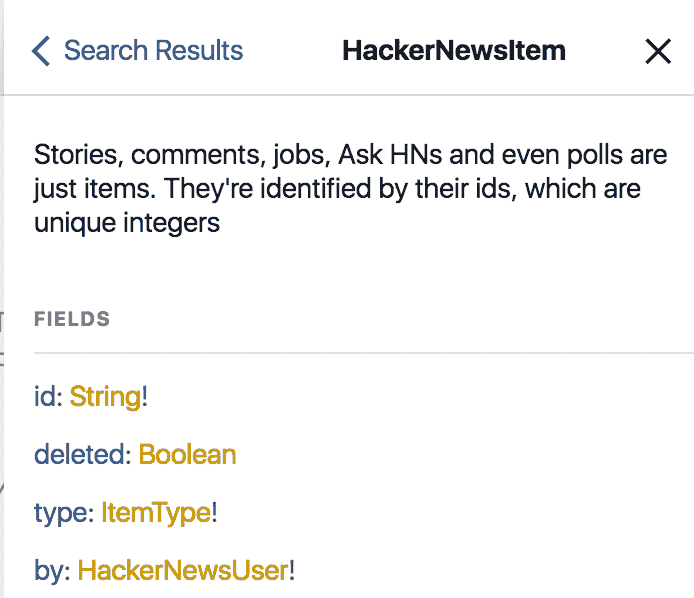 Search Results HackerNewsItem
Stories, comments, jobs, Ask HNs and even polls are
just items. They're identified by their ids, which are
unique integers
FIELDS
id: String!
deleted: Boolean
type: ItemType!
by: HackerNewsUser!